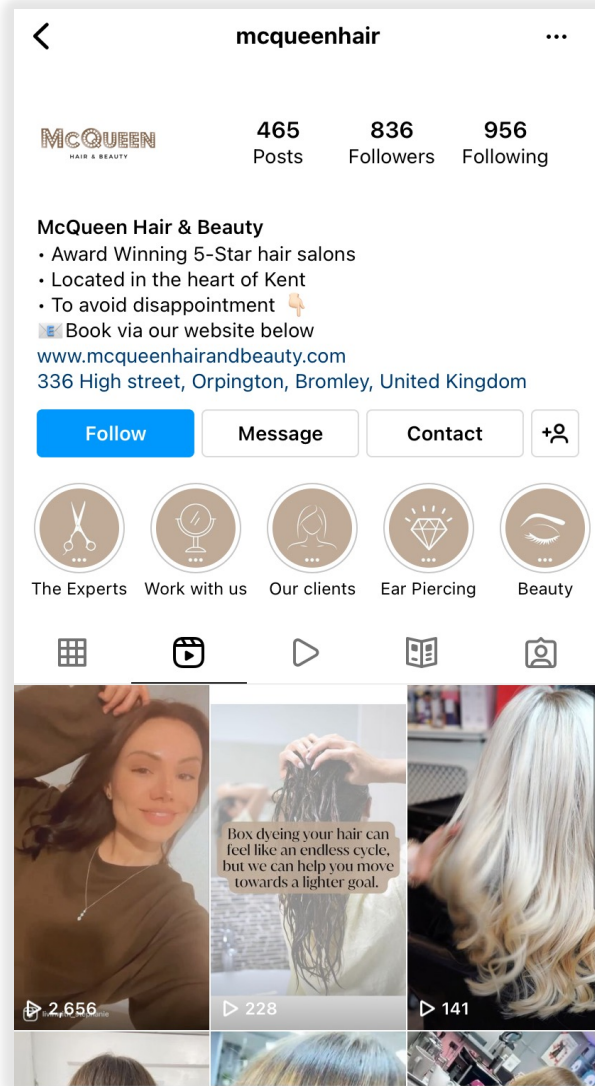 mcqueenhair
McQUEEN
HAIR & BEAUTY
465 836 956
Posts Followers Following
McQueen Hair & Beauty
• Award Winning 5-Star hair salons
• Located in the heart of Kent
• To avoid disappointment 👇🏻
📧Book via our website below
www.mcqueenhairandbeauty.com
336 High street, Orpington, Bromley, United Kingdom
Follow Message Contact
The Experts Work with us Our clients Ear Piercing Beauty
Box dyeing your hair can
feel like an endless cycle,
but we can help you move
towards a lighter goal.
2,656 228 141